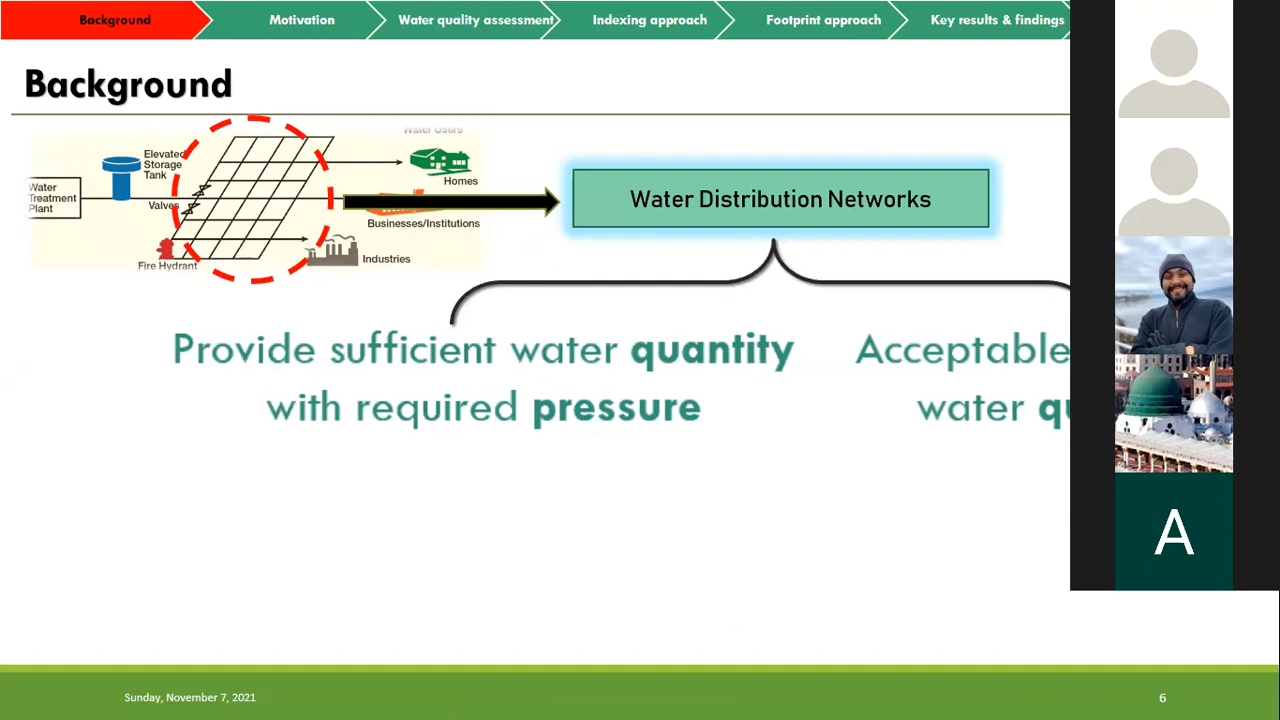 Background
Motivation
Water quality assessment
Indexing approach
Footprint approach
Key results & findings
Background
Water Users
Elevated
Storage
Tank
Water
Treatment
Plant
Valves
Fire Hydrant
Homes
Businesses/Institutions
Industries
Water Distribution Networks
Provide sufficient water quantity
with required pressure
Acceptable
water
A
Sunday, November 7, 2021
6